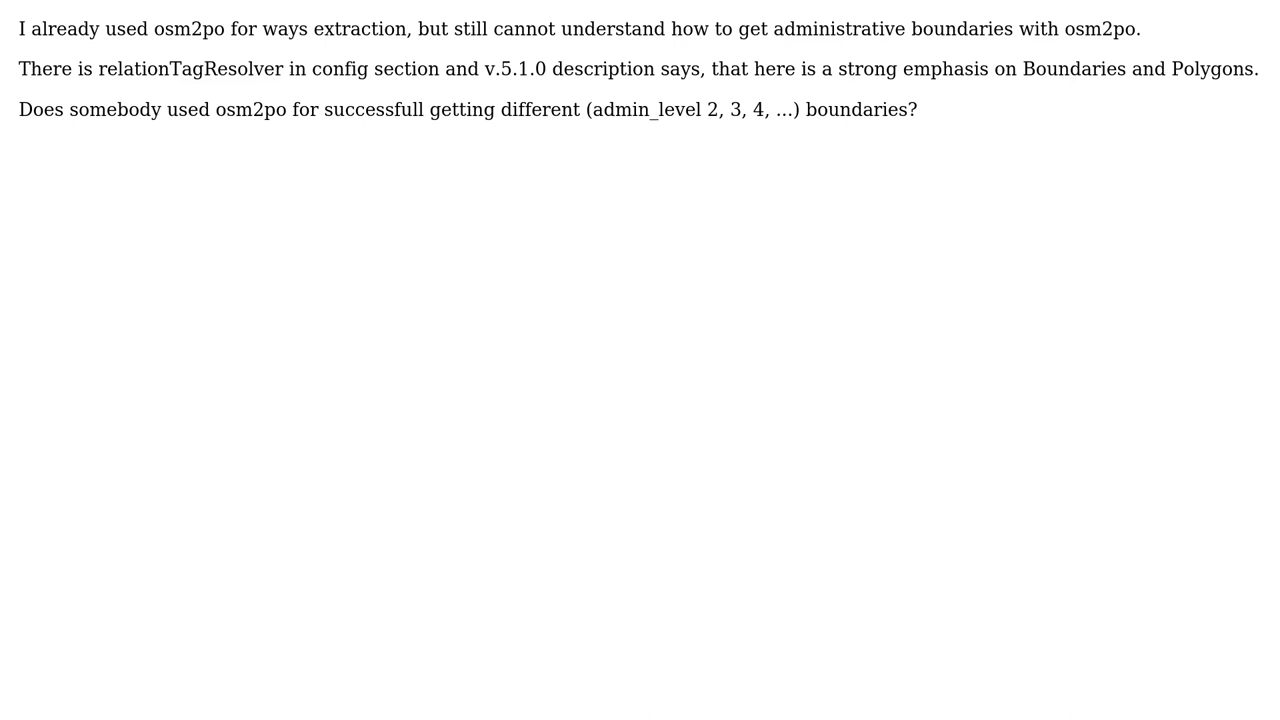 I already used osm2po for ways extraction, but still cannot understand how to get administrative boundaries with osm2po.
There is relationTagResolver in config section and v.5.1.0 description says, that here is a strong emphasis on Boundaries and Polygons.
Does somebody used osm2po for successfull getting different (admin_level 2, 3, 4, ...) boundaries?